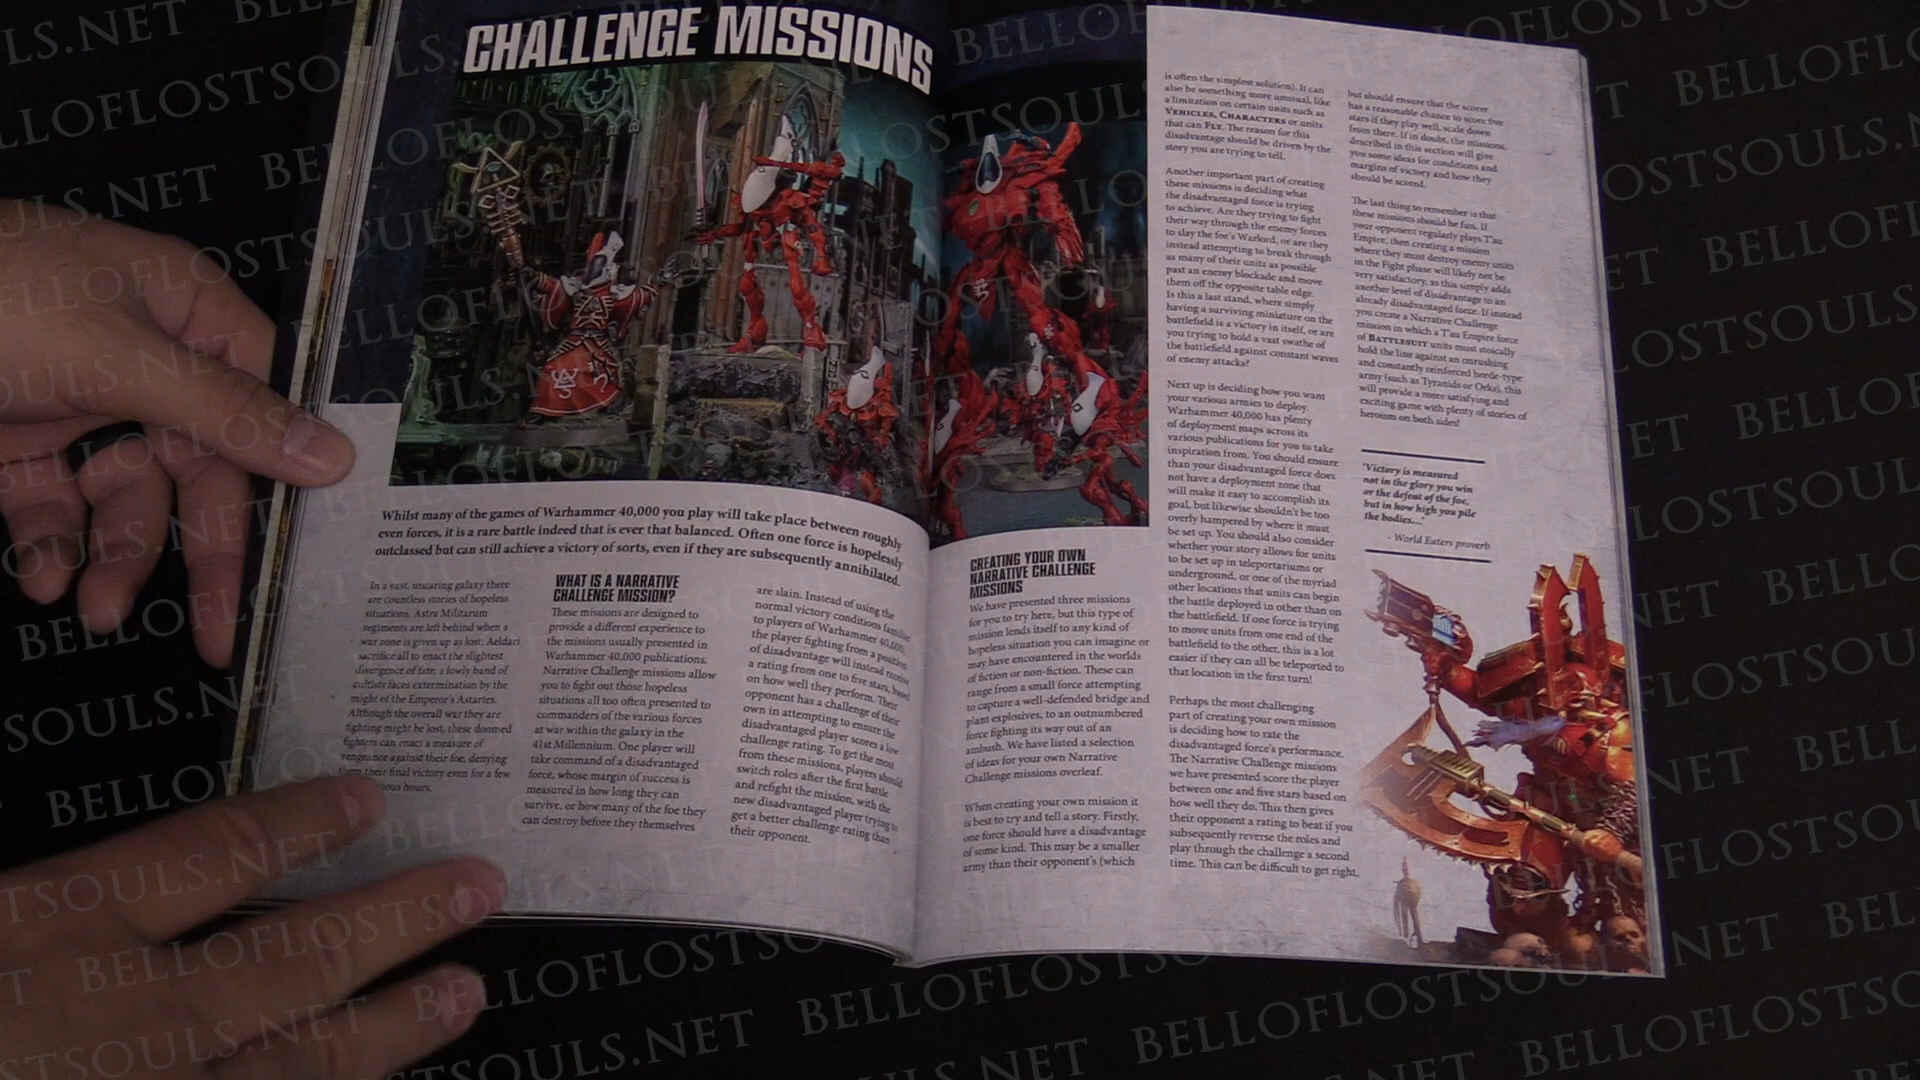 CHALLENGE MISSIONS
Whilst many of the games of Warhammer 40,000 you play will take place between roughly
even forces, it is a rare battle indeed that is ever that balanced. Often one force is hopelessly
outclassed but can still achieve a victory of sorts, even if they are subsequently annihilated.
In a vast, uncaring galaxy there
are countless stories of hopeless
situations. Astra Militarum
regiments are left behind when a
war zone is given up as lost; Aeldari
sacrifice all to enact the slightest
divergence of fate; a lowly band of
cultists faces extermination by the
might of the Emperor's Astartes.
Although the overall war they are
fighting might be lost, these doomed
fighters can enact a measure of
vengeance against their foe, denying
them their final victory even for a few
hours.
WHAT IS A NARRATIVE
CHALLENGE MISSION?
These missions are designed to
provide a different experience to
the missions usually presented in
Warhammer 40,000 publications.
Narrative Challenge missions allow
you to fight out those hopeless
situations all too often presented to
commanders of the various forces
at war within the galaxy in the
41st Millennium. One player will
take command of a disadvantaged
force, whose margin of success is
measured in how long they can
survive, or how many of the foe they
can destroy before they themselves
are slain. Instead of using the
normal victory conditions
to players of Warhammer 40,000,
the player fighting from a position
of disadvantage will instead receive
a rating from one to five stars, based
on how well they perform. Their
opponent has a challenge of their
own in attempting to ensure the
disadvantaged player scores a low
challenge rating. To get the most
from these missions, players should
switch roles after the first battle
and refight the mission, with the
new disadvantaged player trying to
get a better challenge rating than
their opponent.
CREATING YOUR OWN
NARRATIVE CHALLENGE
MISSIONS
We have presented three missions
for you to try here, but this type of
mission lends itself to any kind of
hopeless situation you can imagine or
may have encountered in the worlds
of fiction or non-fiction. These can
range from a small force attempting
to capture a well-defended bridge and
plant explosives, to an outnumbered
force fighting its way out of an
ambush. We have listed a selection
of ideas for your own Narrative
Challenge missions overleaf.
When creating your own mission it
is best to try and tell a story. Firstly,
one force should have a disadvantage
of some kind. This may be a smaller
army than their opponent's (which
is often the simplest solution). It can
also be something more unusual, like
a limitation on certain units such as
VEHICLES, CHARACTERS or units
that can FLY. The reason for this
disadvantage should be driven by the
story you are trying to tell.
Another important part of creating
these missions is deciding what
the disadvantaged force is trying
to achieve. Are they trying to fight
their way through the enemy forces
to slay the foe's Warlord, or are they
instead attempting to break through
as many of their units as possible
past an enemy blockade and move
them off the opposite table edge.
Is this a last stand, where simply
having a surviving miniature on the
battlefield is a victory in itself, or are
you trying to hold a vast swathe of
the battlefield against constant waves
of enemy attacks?
Next up is deciding how you want
your various armies to deploy.
Warhammer 40,000 has plenty
of deployment maps across its
various publications for you to take
inspiration from. You should ensure
than your disadvantaged force does
not have a deployment zone that
will make it easy to accomplish its
goal, but likewise shouldn't be too
overly hampered by where it must
be set up. You should also consider
whether your story allows for units
to be set up in teleportariums or
underground, or one of the myriad
other locations that units can begin
the battle deployed in other than on
the battlefield. If one force is trying
to move units from one end of the
battlefield to the other, this is a lot
easier if they can all be teleported to
that location in the first turn!
Perhaps the most challenging
part of creating your own mission
is deciding how to rate the
disadvantaged force's performance.
The Narrative Challenge missions
we have presented score the player
between one and five stars based on
how well they do. This then gives
their opponent a rating to beat if you
subsequently reverse the roles and
play through the challenge a second
time. This can be difficult to get right,
but should ensure that the scorer
has a reasonable chance to score five
stars if they play well, scale down
from there. If in doubt, the missions
described in this section will give
you some ideas for conditions and
margins of victory and how they
should be scored.
The last thing to remember is that
these missions should be fun. If
your opponent regularly plays T'au
Empire, then creating a mission
where they must destroy enemy units
in the Fight phase will likely not be
very satisfactory, as this simply adds
another level of disadvantage to an
already disadvantaged force. If instead
you create a Narrative Challenge
mission in which a T'au Empire force
of BATTLESUIT units must stoically
hold the line against an onrushing
and constantly reinforced horde-type
army (such as Tyranids or Orks), this
will provide a more satisfying and
exciting game with plenty of stories of
heroism on both sides!
'Victory is measured
not in the glory you win
or the defeat of the foe,
but in how high you pile
the bodies...'
- World Eaters proverb
BELLOFLOSTSOULS.NET